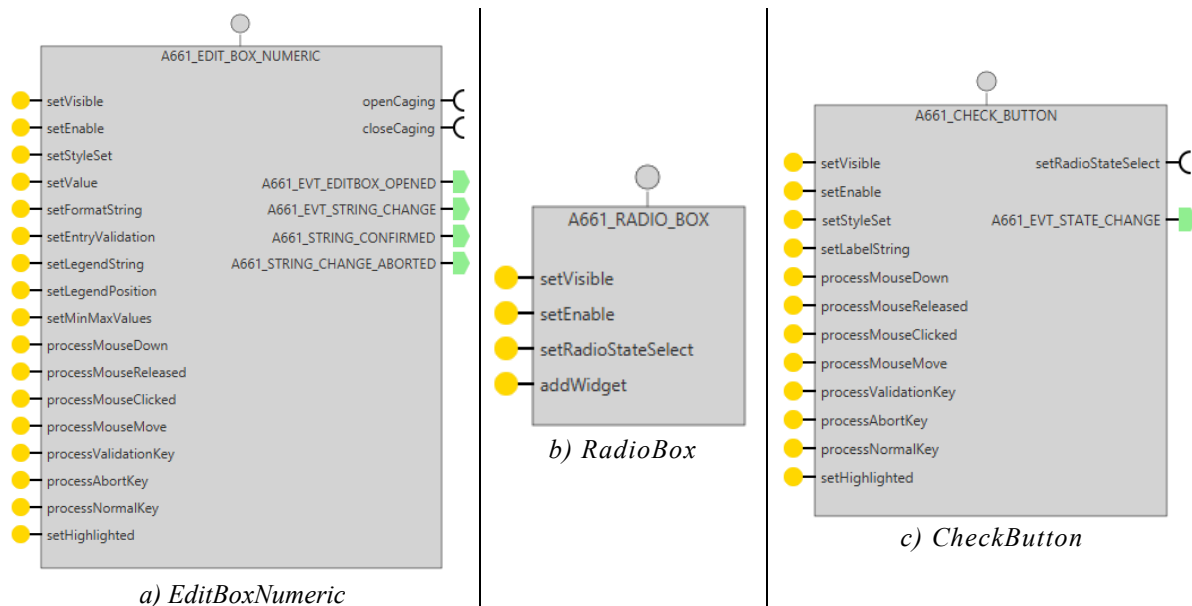 A661_EDIT_BOX_NUMERIC
setVisible
openCaging
setEnable
closeCaging
setStyleSet
setValue
A661_EVT_EDITBOX_OPENED
setFormatString
A661_EVT_STRING_CHANGE
setEntryValidation
A661_STRING_CONFIRMED
setLegendString
A661_STRING_CHANGE_ABORTED
setLegendPosition
setMinMaxValues
processMouseDown
processMouseReleased
processMouseClicked
processMouseMove
processValidationKey
processAbortKey
processNormalKey
setHighlighted
a) EditBoxNumeric
A661_RADIO_BOX
setVisible
setEnable
setRadioStateSelect
addWidget
b) RadioBox
A661_CHECK_BUTTON
setVisible
setRadioStateSelect
setEnable
setStyleSet
A661_EVT_STATE_CHANGE
setLabelString
processMouseDown
processMouseReleased
processMouseClicked
processMouseMove
processValidationKey
processAbortKey
processNormalKey
setHighlighted
c) CheckButton